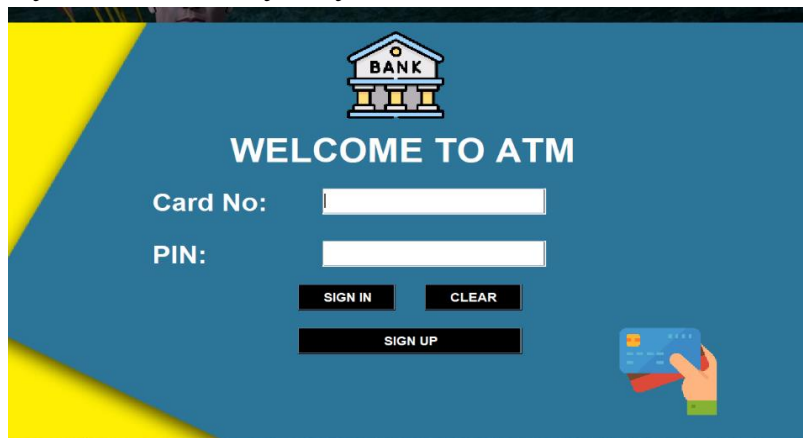 BANK
WELCOME TO ATM
Card No:
PIN:
SIGN IN CLEAR
SIGN UP